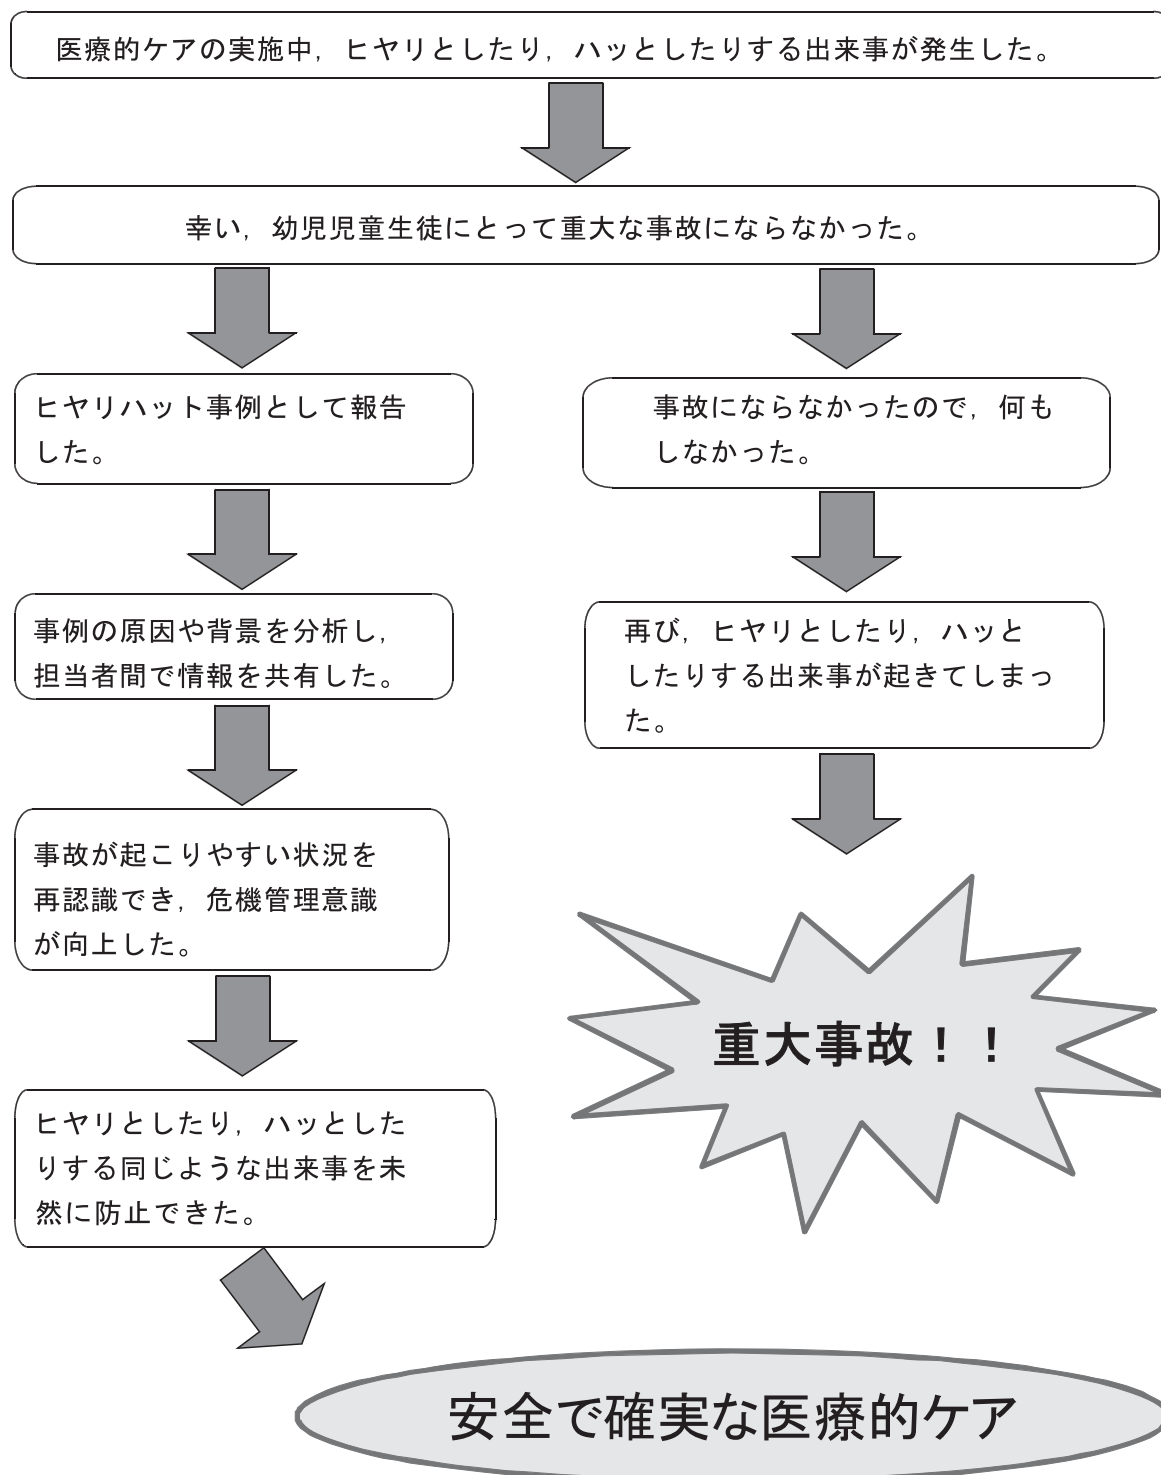 医療的ケアの実施中，ヒヤリとしたり，ハッとしたりする出来事が発生した。
幸い，幼児児童生徒にとって重大な事故にならなかった。
ヒヤリハット事例として報告
した。
事例の原因や背景を分析し，
担当者間で情報を共有した。
事故が起こりやすい状況を
再認識でき，危機管理意識
が向上した。
ヒヤリとしたり，ハッとした
りする同じような出来事を未
然に防止できた。
事故にならなかったので，何も
しなかった。
再び，ヒヤリとしたり，ハッと
したりする出来事が起きてしまっ
た。
重大事故！！
安全で確実な医療的ケア